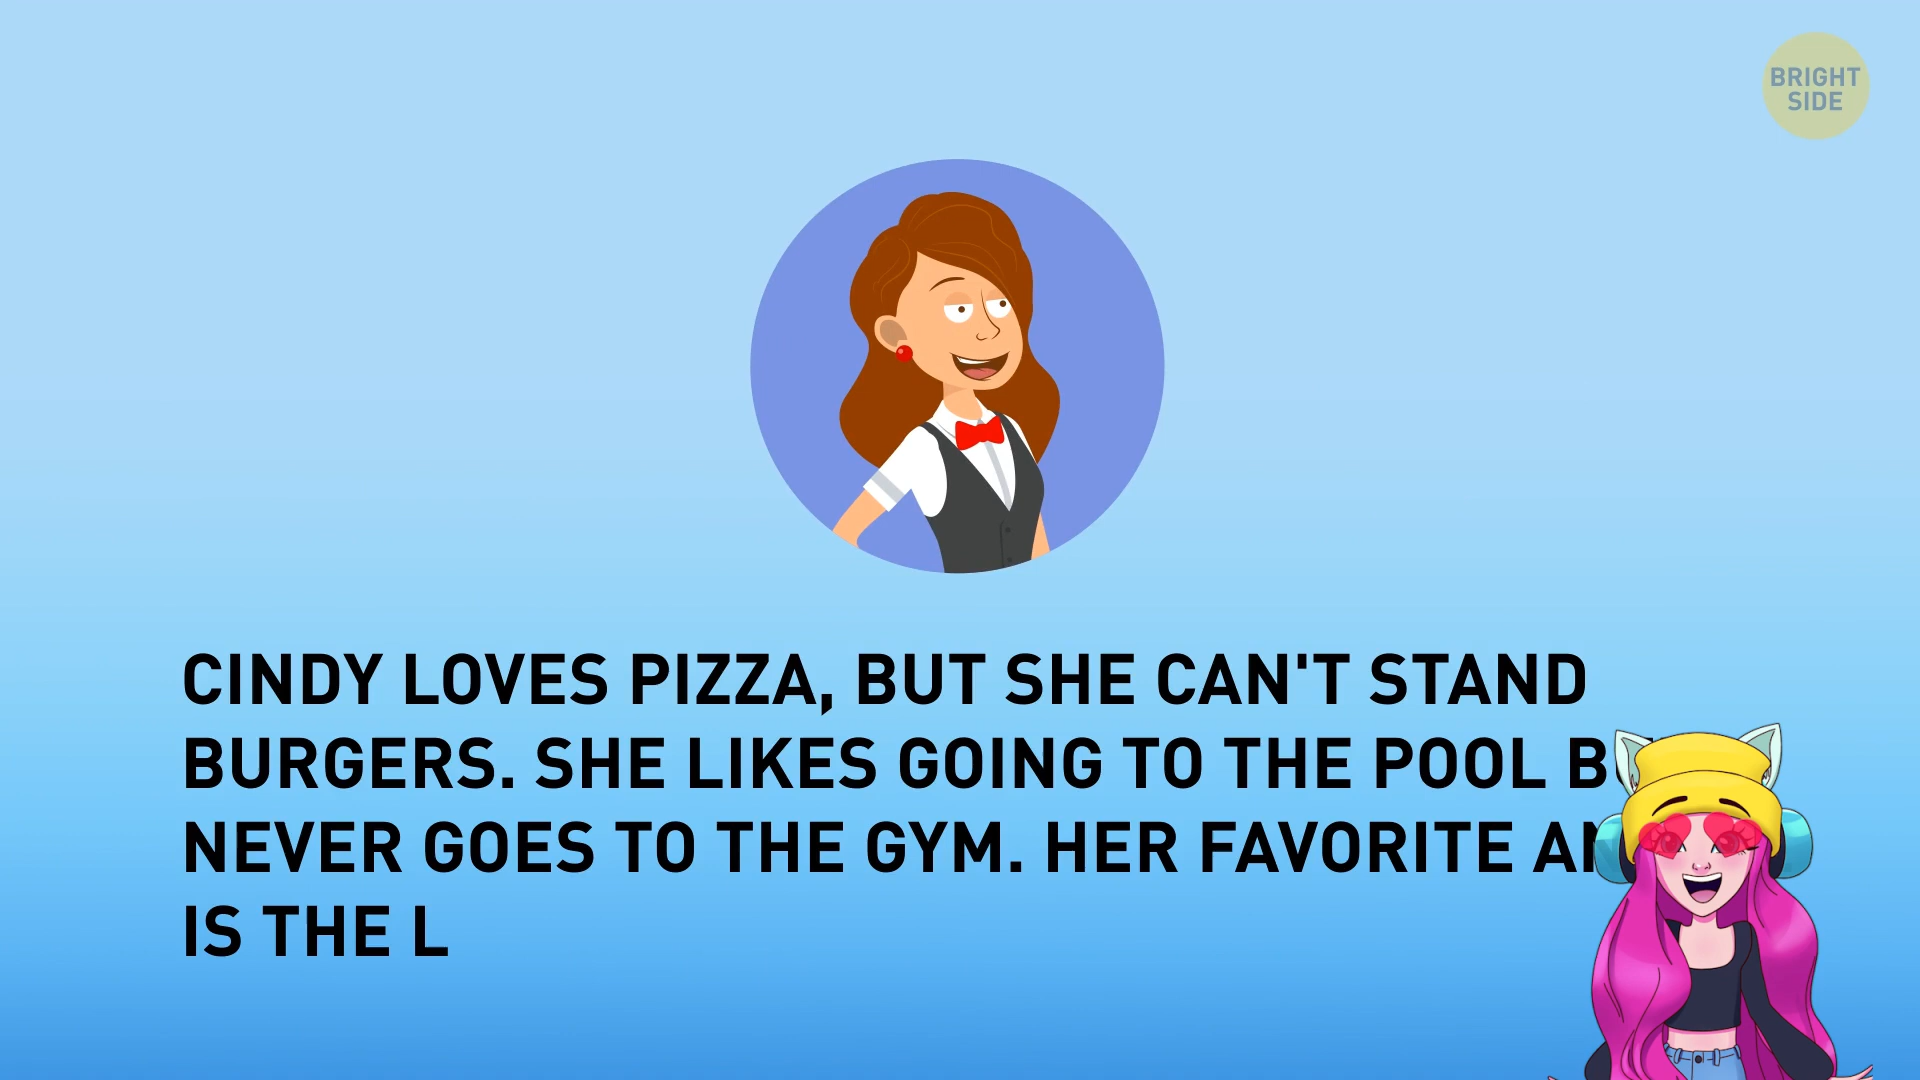 BRIGHT
SIDE
CINDY LOVES PIZZA, BUT SHE CAN'T STAND
BURGERS. SHE LIKES GOING TO THE POOL
NEVER GOES TO THE GYM. HER FAVORITE
IS THE L